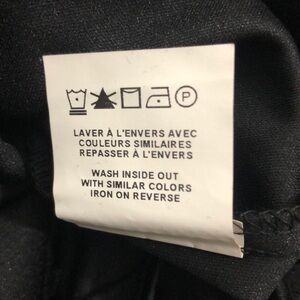 P
LAVER À L'ENVERS AVEC
COULEURS SIMILAIRES
REPASSER À L'ENVERS
WASH INSIDE OUT
WITH SIMILAR COLORS
IRON ON REVERSE